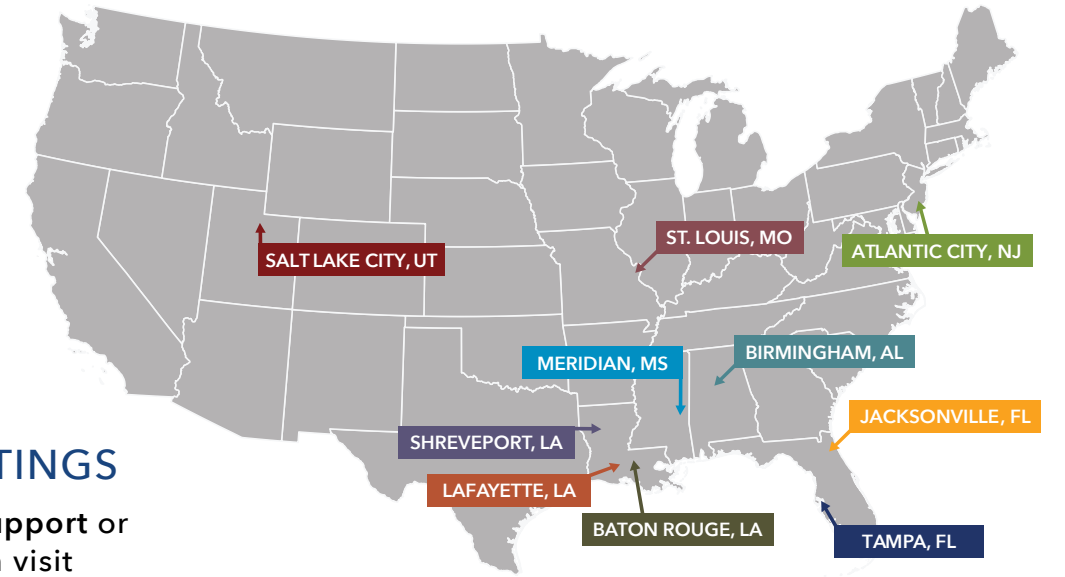 ST. LOUIS, MO
ATLANTIC CITY, NJ
SALT LAKE CITY, UT
BIRMINGHAM, AL
MERIDIAN, MS
JACKSONVILLE, FL
SHREVEPORT, LA
LAFAYETTE, LA
BATON ROUGE, LA
TAMPA, FL
TINGS
upport or
visit